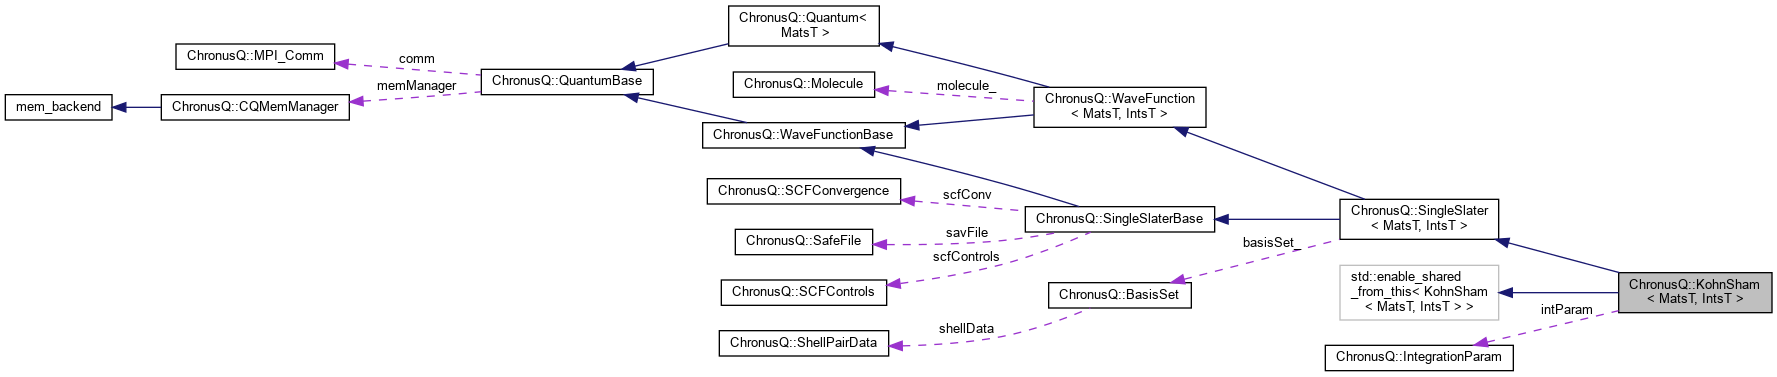 ChronusQ::Quantum<
MatsT >
ChronusQ::MPI_Comm
comm
ChronusQ::QuantumBase
ChronusQ::Molecule
molecule_
memManager
mem_backend
ChronusQ::CQMemManager
ChronusQ::WaveFunction
< MatsT, IntsT >
ChronusQ::WaveFunctionBase
ChronusQ::SCFConvergence
scfConv
ChronusQ::SingleSlaterBase
ChronusQ::SingleSlater
< MatsT, IntsT >
ChronusQ::SafeFile
savFile
basisSet_
scfControls
ChronusQ::SCFControls
ChronusQ::BasisSet
std::enable_shared
_from_this< KohnSham
< MatsT, IntsT > >
ChronusQ::KohnSham
< MatsT, IntsT >
intParam
shellData
ChronusQ::ShellPairData
ChronusQ::IntegrationParam